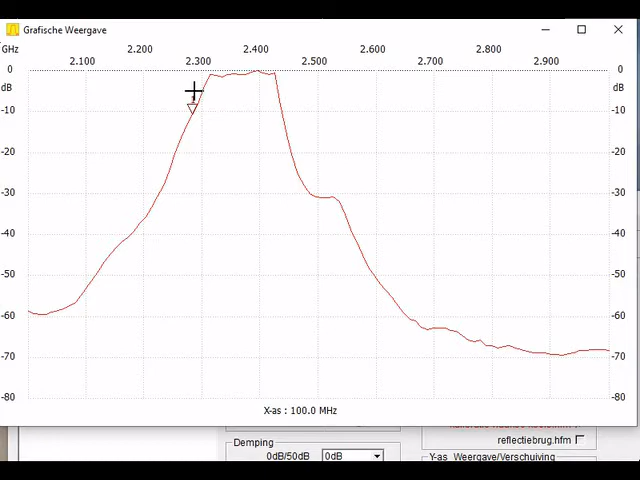 Grafische Weergave
GHz 2.200 2.300 2.400 2.600 2.800 GHz
2.100 2.500 2.700 2.900
0 0
dB dB
1
-10 -10
-20 -20
-30 -30
-40 -40
-50 -50
-60 -60
-70 -70
-80 -80
X-as : 100.0 MHz
reflectiebrug.hfm
Demping
0dB/50dB 0dB
Y-as Weergave/Verschuiving